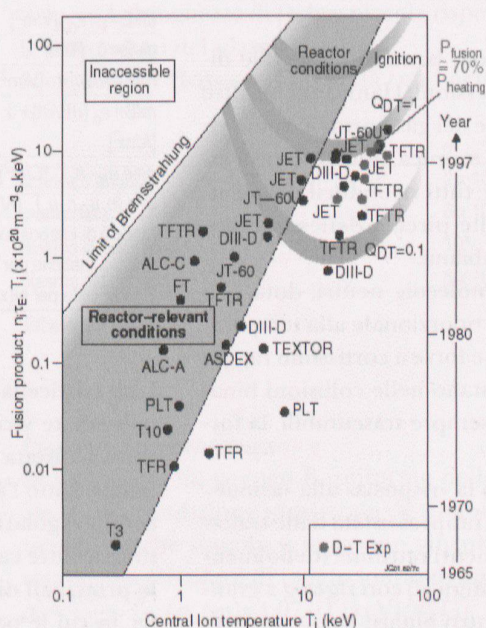 100
10
1
0.1
0.01
Fusion product, nᵢτE- Tᵢ (x10²⁰ m⁻³ s.keV)
Inaccessible
region
Limit of Bremsstrahlung
Reactor
conditions
Ignition
Pfusion
≅ 70%
Pheating
QDT=1
JT-60U
Year
1997
JET
TFTR
JET
DIII-D
JET
JET
TFTR
JT—60U
JET
TFTR
JET
DIII-D
TFTR
TFTR
QDT=0.1
ALC-C
JT-60
DIII-D
FT
TFTR
Reactor-relevant
conditions
DIII-D
1980
ALC-A
ASDEX
TEXTOR
PLT
PLT
T10
TFR
TFR
1970
T3
D–T Exp
1965
0.1
1
10
100
Central Ion temperature Tᵢ (keV)